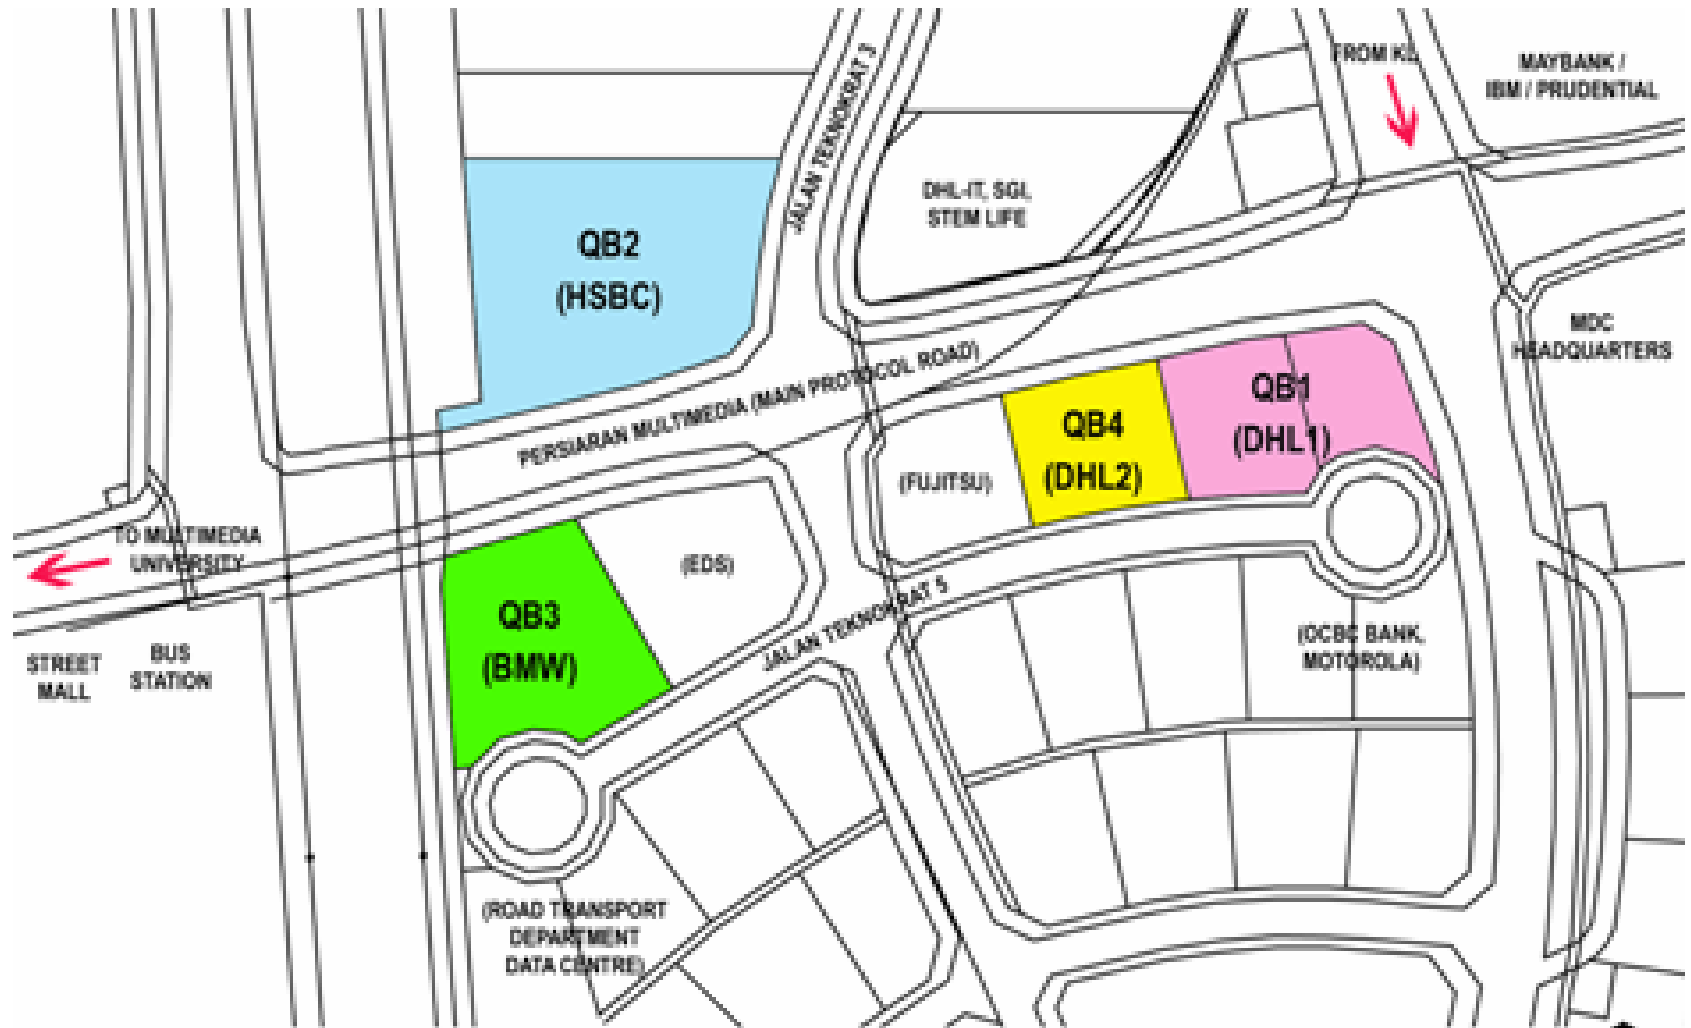 FROM KL
MAYBANK /
IBM / PRUDENTIAL
JALAN TEKNOKRAT 3
DHL-IT, SGI,
STEM LIFE
QB2
(HSBC)
MDC
HEADQUARTERS
PERSIARAN MULTIMEDIA (MAIN PROTOCOL ROAD)
QB1
(DHL1)
QB4
(DHL2)
(FUJITSU)
TO MULTIMEDIA
UNIVERSITY
(EDS)
QB3
(BMW)
JALAN TEKNOKRAT 5
(OCBC BANK,
MOTOROLA)
STREET
MALL
BUS
STATION
(ROAD TRANSPORT
DEPARTMENT
DATA CENTRE)